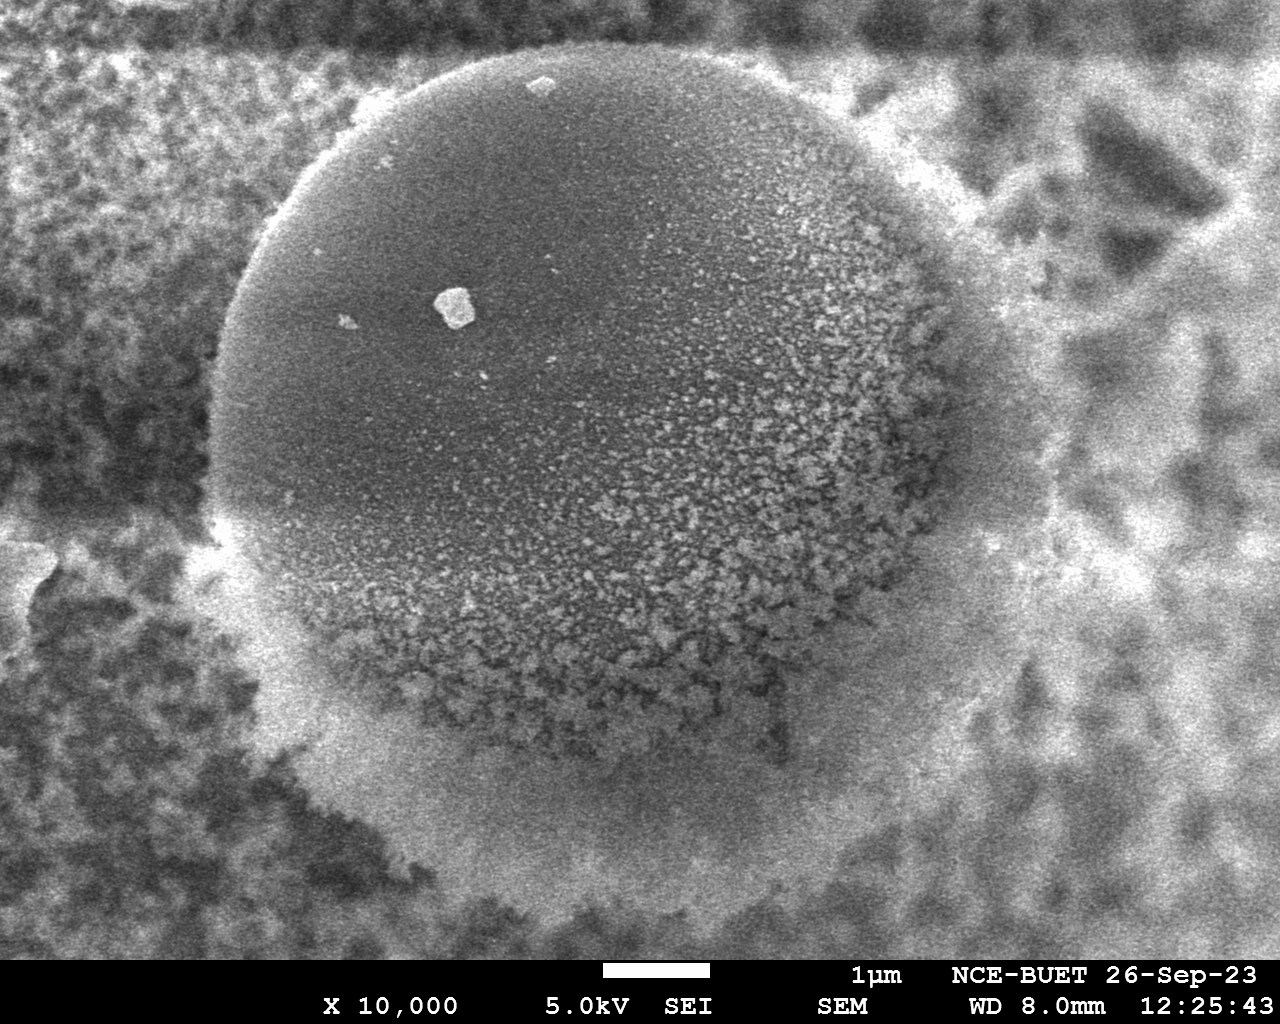 1µm NCE-BUET 26-Sep-23
X 10,000 5.0kV SEI SEM WD 8.0mm 12:25:43